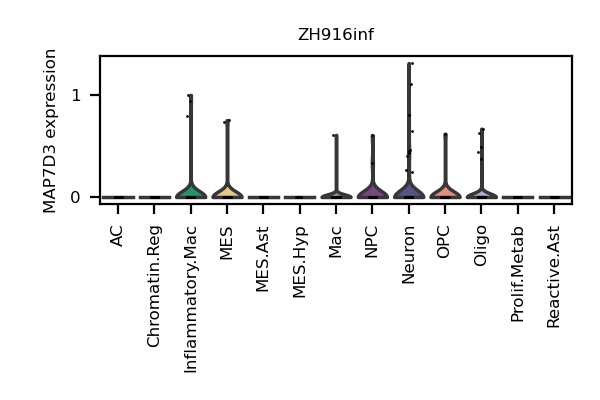 ZH916inf
MAP7D3 expression
1
0
AC
Chromatin.Reg
Inflammatory.Mac
MES
MES.Ast
MES.Hyp
Mac
NPC
Neuron
OPC
Oligo
Prolif.Metab
Reactive.Ast